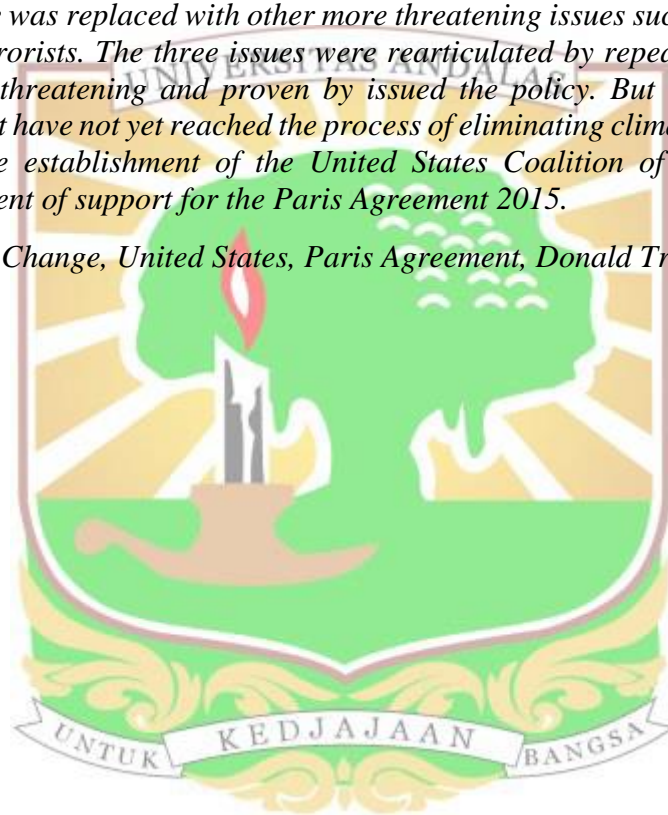 was replaced with other more threatening issues suc
rorists. The three issues were rearticulated by repea
threatening and proven by issued the policy. But
t have not yet reached the process of eliminating clima
e establishment of the United States Coalition of
ent of support for the Paris Agreement 2015.
Change, United States, Paris Agreement, Donald Tr
UNIVERSITAS ANDALAS
UNTUK KEDJAJAAN BANGSA